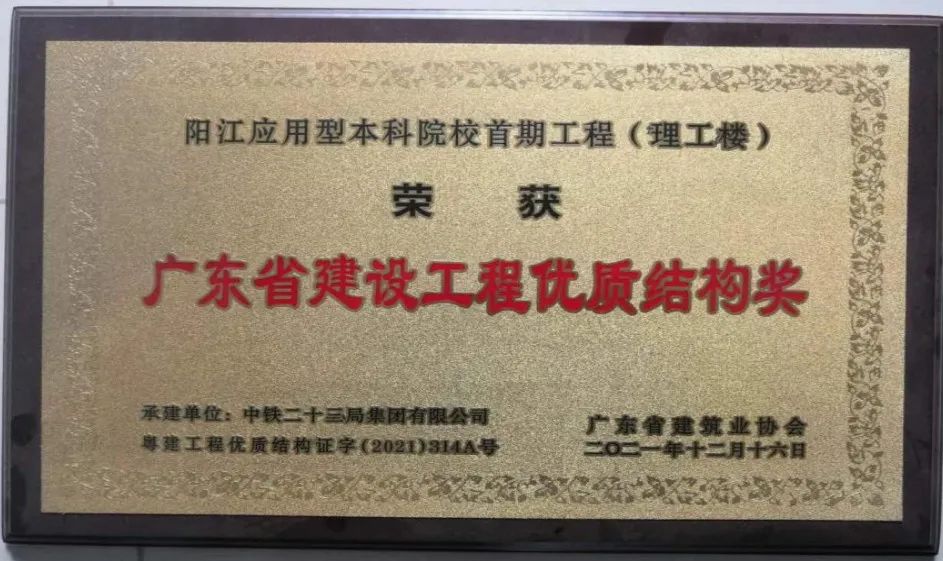 阳江应用型本科院校首期工程（理工楼）
荣 获
广东省建设工程优质结构奖
承建单位：中铁二十三局集团有限公司
粤建工程优质结构证字(2021)314A号
广东省建筑业协会
二〇二一年十二月十六日